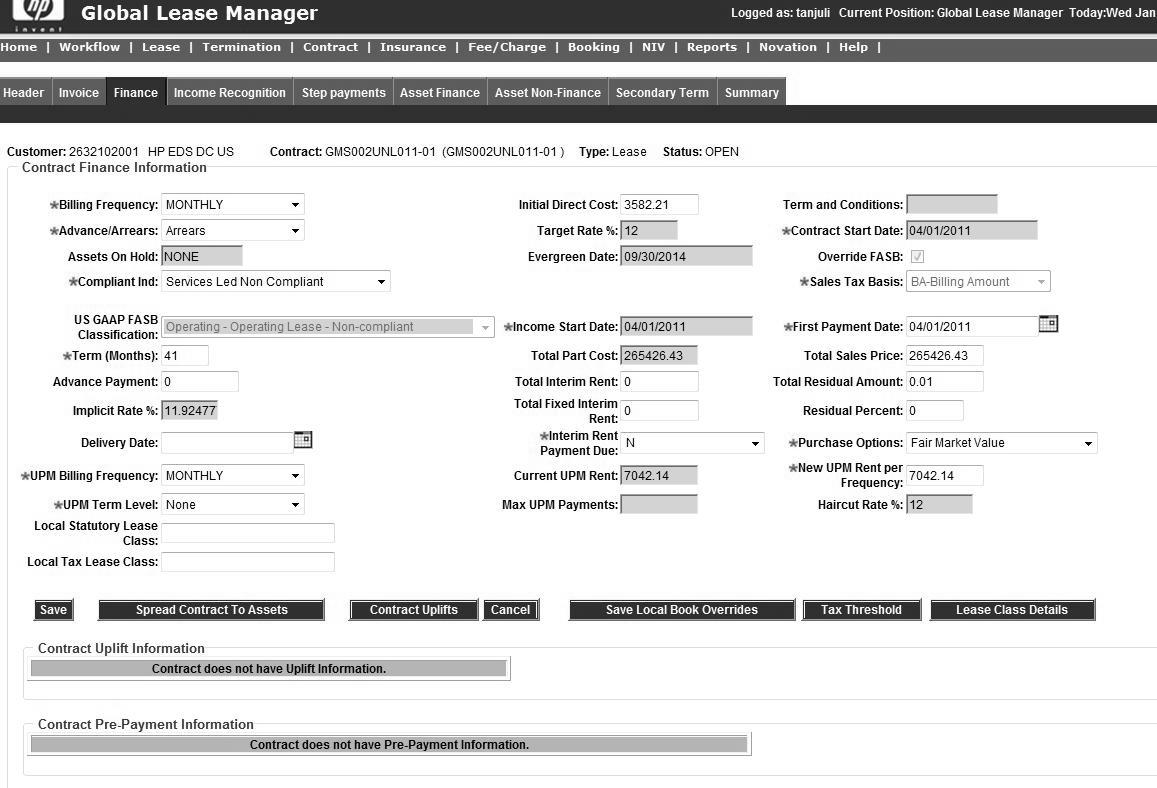 hp Global Lease Manager Logged as: tanjuli Current Position: Global Lease Manager Today:Wed Jan
invent
Home | Workflow | Lease | Termination | Contract | Insurance | Fee/Charge | Booking | NIV | Reports | Novation | Help |
Header Invoice Finance Income Recognition Step payments Asset Finance Asset Non-Finance Secondary Term Summary
Customer: 2632102001 HP EDS DC US Contract: GMS002UNL011-01 (GMS002UNL011-01 ) Type: Lease Status: OPEN
Contract Finance Information
*Billing Frequency: MONTHLY Initial Direct Cost: 3582.21 Term and Conditions:
*Advance/Arrears: Arrears Target Rate %: 12 *Contract Start Date: 04/01/2011
Assets On Hold: NONE Evergreen Date: 09/30/2014 Override FASB:
*Compliant Ind: Services Led Non Compliant *Sales Tax Basis: BA-Billing Amount
US GAAP FASB
Classification: Operating - Operating Lease - Non-compliant *Income Start Date: 04/01/2011 *First Payment Date: 04/01/2011
*Term (Months): 41 Total Part Cost: 265426.43 Total Sales Price: 265426.43
Advance Payment: 0 Total Interim Rent: 0 Total Residual Amount: 0.01
Implicit Rate %: 11.92477 Total Fixed Interim
Rent: 0 Residual Percent: 0
Delivery Date: *Interim Rent
Payment Due: N *Purchase Options: Fair Market Value
*UPM Billing Frequency: MONTHLY Current UPM Rent: 7042.14 *New UPM Rent per
Frequency: 7042.14
*UPM Term Level: None Max UPM Payments: Haircut Rate %: 12
Local Statutory Lease
Class:
Local Tax Lease Class:
Save Spread Contract To Assets Contract Uplifts Cancel Save Local Book Overrides Tax Threshold Lease Class Details
Contract Uplift Information
Contract does not have Uplift Information.
Contract Pre-Payment Information
Contract does not have Pre-Payment Information.